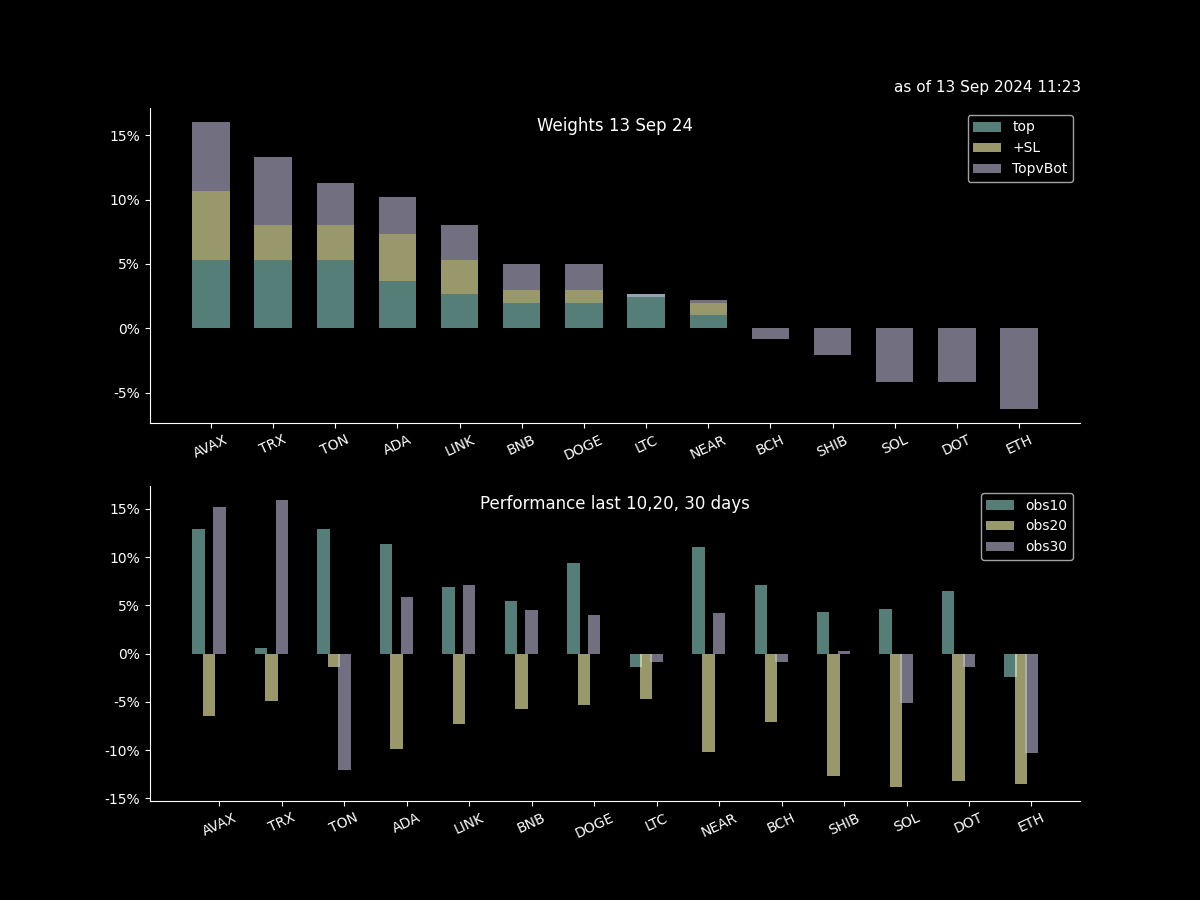 as of 13 Sep 2024 11:23
Weights 13 Sep 24
top
+SL
TopvBot
15%
10%
5%
0%
-5%
AVAX TRX TON ADA LINK BNB DOGE LTC NEAR BCH SHIB SOL DOT ETH
Performance last 10,20, 30 days
obs10
obs20
obs30
15%
10%
5%
0%
-5%
-10%
-15%
AVAX TRX TON ADA LINK BNB DOGE LTC NEAR BCH SHIB SOL DOT ETH